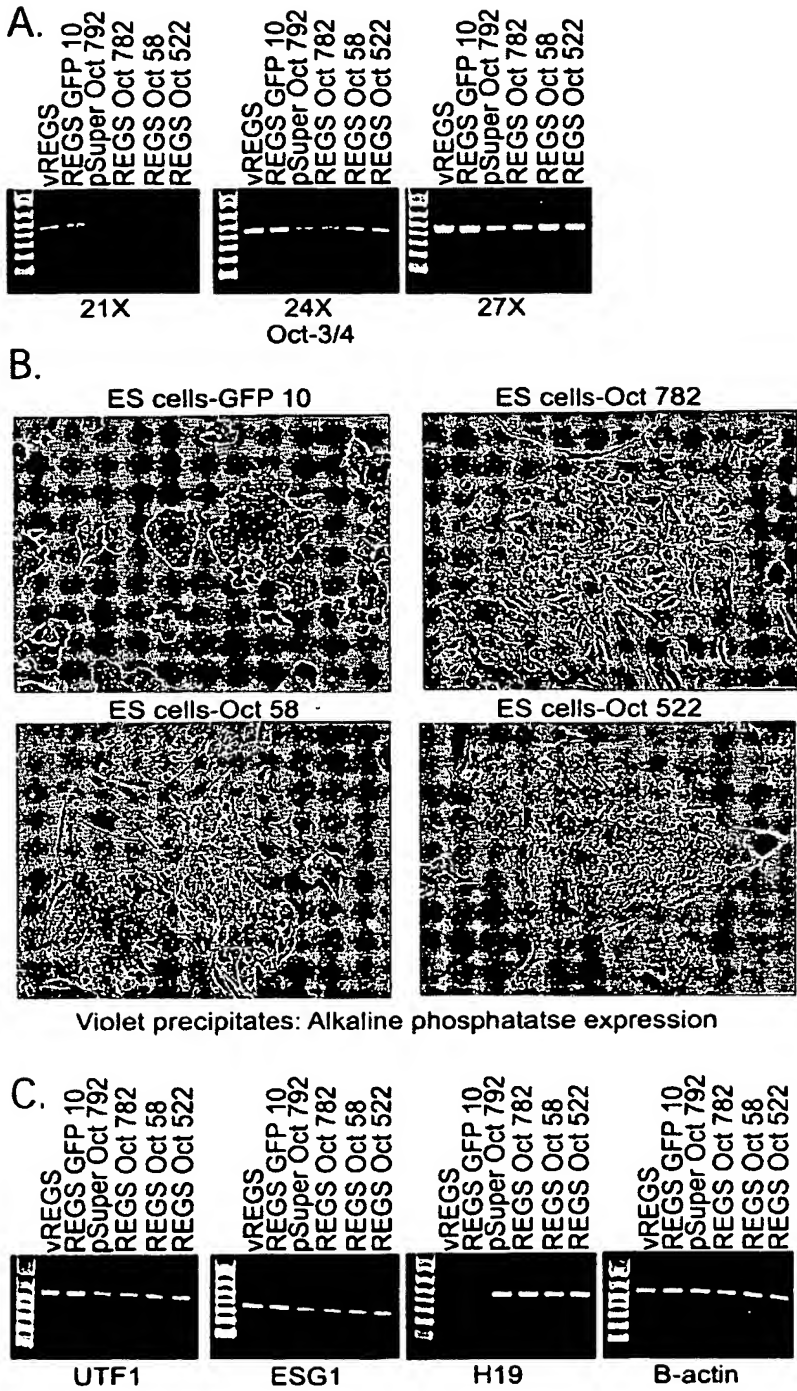 A.
vREGS
REGS GFP 10
pSuper Oct 792
REGS Oct 782
REGS Oct 58
REGS Oct 522
vREGS
REGS GFP 10
pSuper Oct 792
REGS Oct 782
REGS Oct 58
REGS Oct 522
vREGS
REGS GFP 10
pSuper Oct 792
REGS Oct 782
REGS Oct 58
REGS Oct 522
21X
24X
27X
Oct-3/4
B.
ES cells-GFP 10
ES cells-Oct 782
ES cells-Oct 58
ES cells-Oct 522
Violet precipitates: Alkaline phosphatatse expression
C.
vREGS
REGS GFP 10
pSuper Oct 792
REGS Oct 782
REGS Oct 58
REGS Oct 522
vREGS
REGS GFP 10
pSuper Oct 792
REGS Oct 782
REGS Oct 58
REGS Oct 522
vREGS
REGS GFP 10
pSuper Oct 792
REGS Oct 782
REGS Oct 58
REGS Oct 522
vREGS
REGS GFP 10
pSuper Oct 792
REGS Oct 782
REGS Oct 58
REGS Oct 522
UTF1
ESG1
H19
B-actin